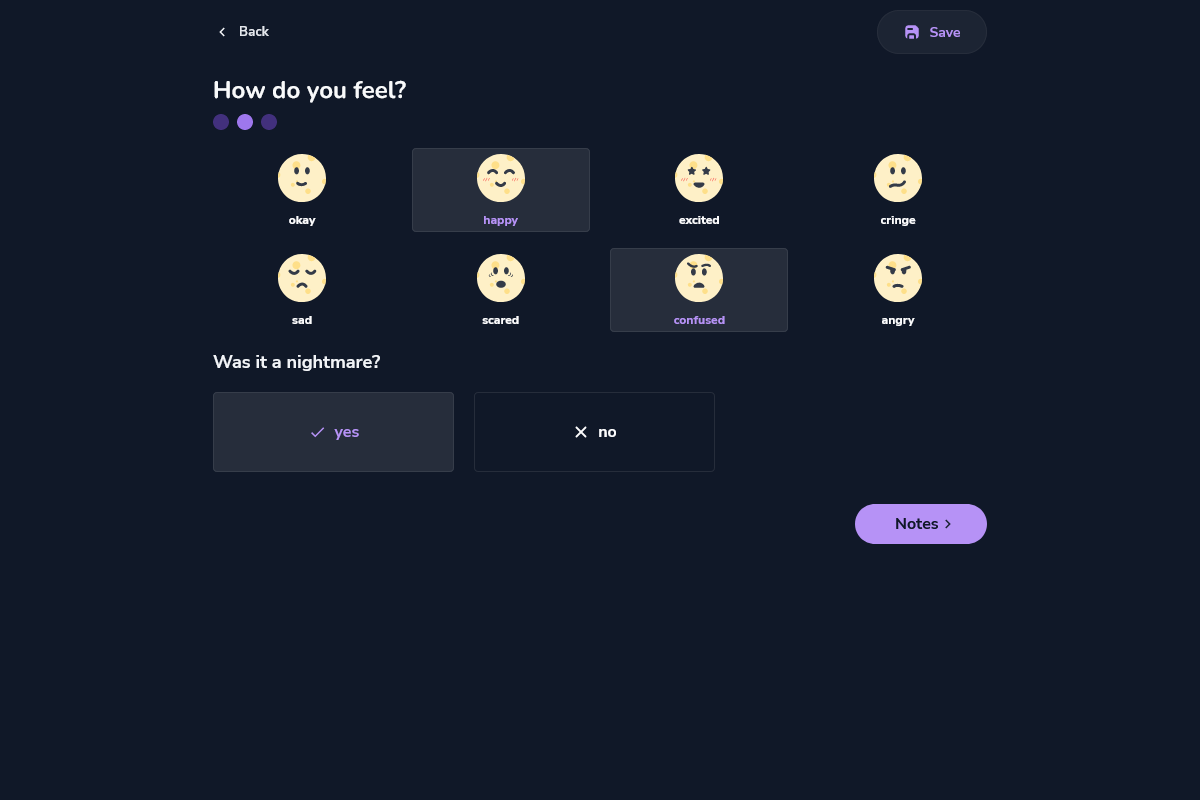 Back
Save
How do you feel?
okay
happy
excited
cringe
sad
scared
confused
angry
Was it a nightmare?
yes
no
Notes